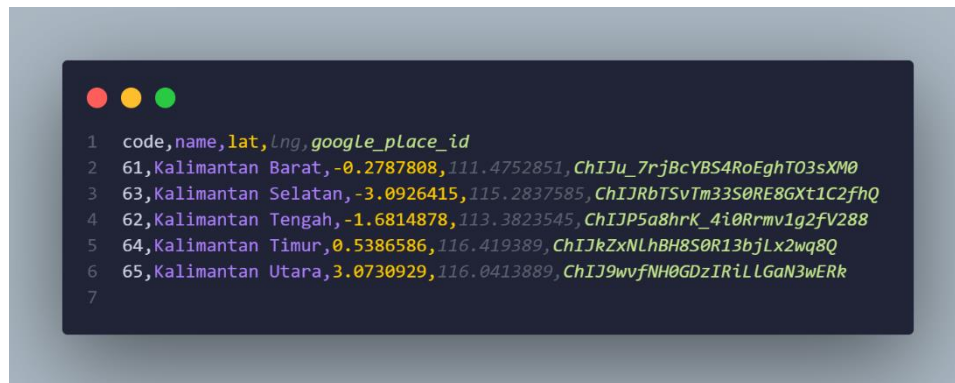 1 code,name,lat,lng,google_place_id
2 61,Kalimantan Barat,-0.2787808,111.4752851,ChIJu_7rjBcYBS4RoEghTO3sXM0
3 63,Kalimantan Selatan,-3.0926415,115.2837585,ChIJRbTSvTm33S0RE8GXt1C2fhQ
4 62,Kalimantan Tengah,-1.6814878,113.3823545,ChIJP5a8hrK_4i0Rrmv1g2fV288
5 64,Kalimantan Timur,0.5386586,116.419389,ChIJkZxNlhBH8S0R13bjLx2wq8Q
6 65,Kalimantan Utara,3.0730929,116.0413889,ChIJ9wvfNH0GDzIRiLlGaN3wERk
7